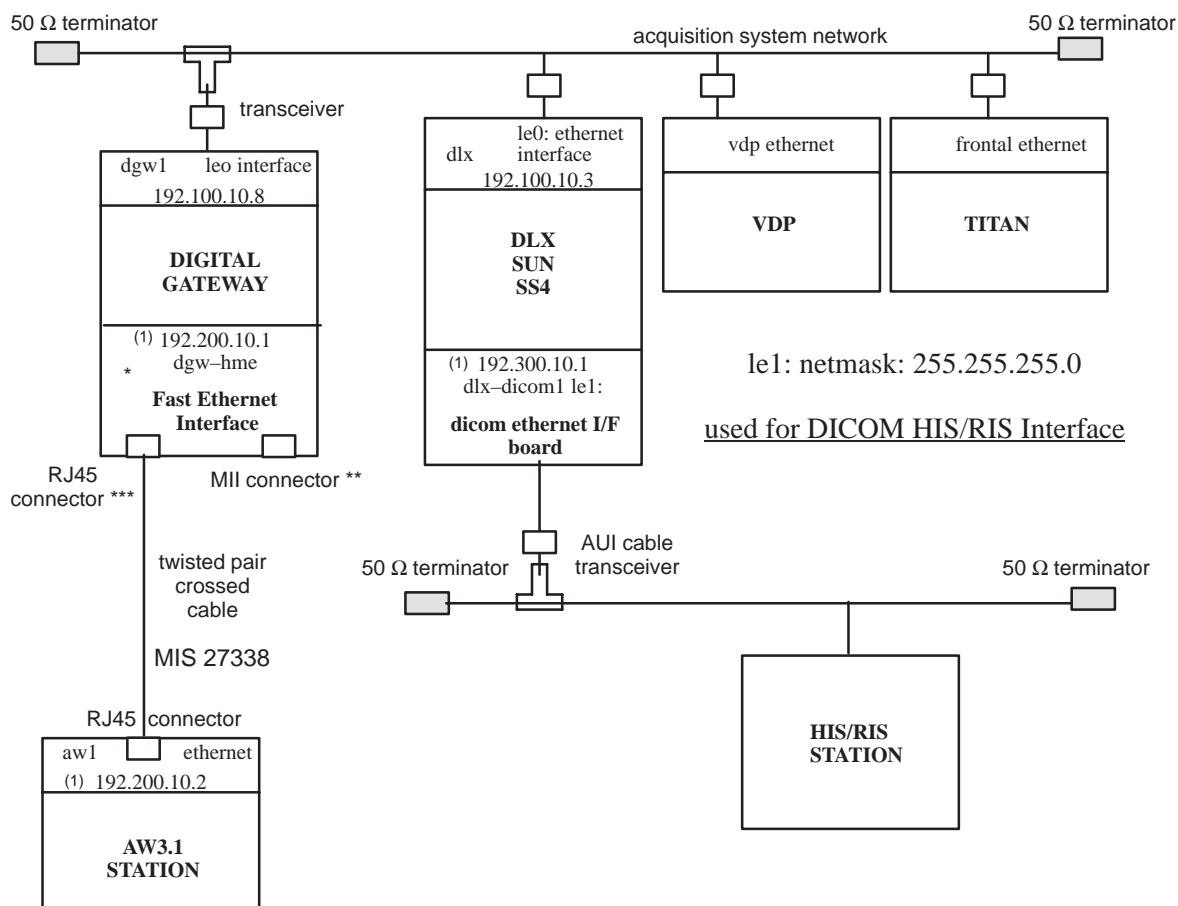 50 Ω terminator
acquisition system network
50 Ω terminator
transceiver
dgw1 leo interface
192.100.10.8
DIGITAL
GATEWAY
(1) 192.200.10.1
dgw–hme
*
Fast Ethernet
Interface
RJ45
connector ***
MII connector **
le0: ethernet
dlx interface
192.100.10.3
DLX
SUN
SS4
(1) 192.300.10.1
dlx–dicom1 le1:
dicom ethernet I/F
board
vdp ethernet
VDP
frontal ethernet
TITAN
le1: netmask: 255.255.255.0
used for DICOM HIS/RIS Interface
twisted pair
crossed
cable
MIS 27338
AUI cable
transceiver
50 Ω terminator
50 Ω terminator
HIS/RIS
STATION
RJ45 connector
aw1 ethernet
(1) 192.200.10.2
AW3.1
STATION